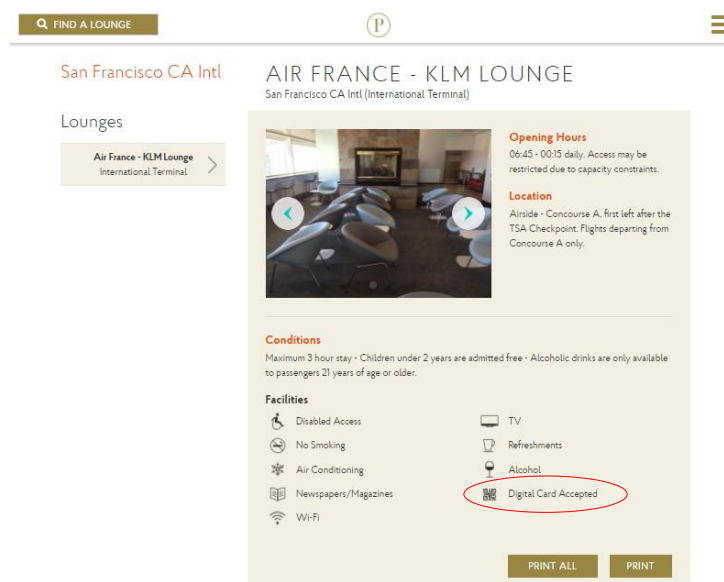 FIND A LOUNGE
P
San Francisco CA Intl
Lounges
Air France - KLM Lounge
International Terminal
AIR FRANCE - KLM LOUNGE
San Francisco CA Intl (International Terminal)
Opening Hours
06:45 - 00:15 daily. Access may be
restricted due to capacity constraints.
Location
Airside - Concourse A, first left after the
TSA Checkpoint. Flights departing from
Concourse A only.
Conditions
Maximum 3 hour stay - Children under 2 years are admitted free - Alcoholic drinks are only available
to passengers 21 years of age or older.
Facilities
Disabled Access
No Smoking
Air Conditioning
Newspapers/Magazines
Wi-Fi
TV
Refreshments
Alcohol
Digital Card Accepted
PRINT ALL
PRINT